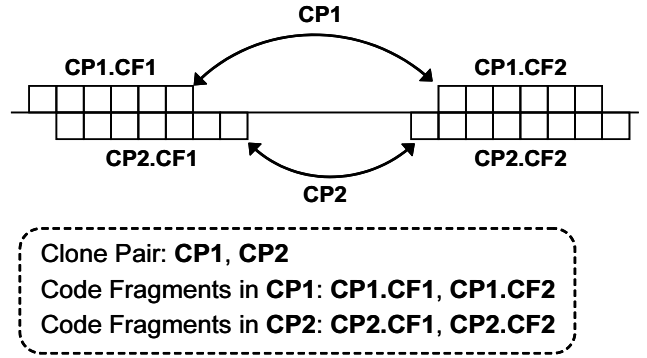 CP1
CP1.CF1
CP1.CF2
CP2.CF1
CP2.CF2
CP2
Clone Pair: CP1, CP2
Code Fragments in CP1: CP1.CF1, CP1.CF2
Code Fragments in CP2: CP2.CF1, CP2.CF2